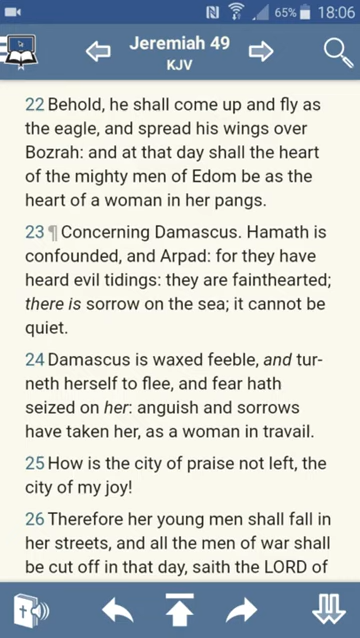 65% 18:06
Jeremiah 49
KJV
22 Behold, he shall come up and fly as
the eagle, and spread his wings over
Bozrah: and at that day shall the heart
of the mighty men of Edom be as the
heart of a woman in her pangs.
23 ¶ Concerning Damascus. Hamath is
confounded, and Arpad: for they have
heard evil tidings: they are fainthearted;
there is sorrow on the sea; it cannot be
quiet.
24 Damascus is waxed feeble, and tur-
neth herself to flee, and fear hath
seized on her: anguish and sorrows
have taken her, as a woman in travail.
25 How is the city of praise not left, the
city of my joy!
26 Therefore her young men shall fall in
her streets, and all the men of war shall
be cut off in that day, saith the LORD of